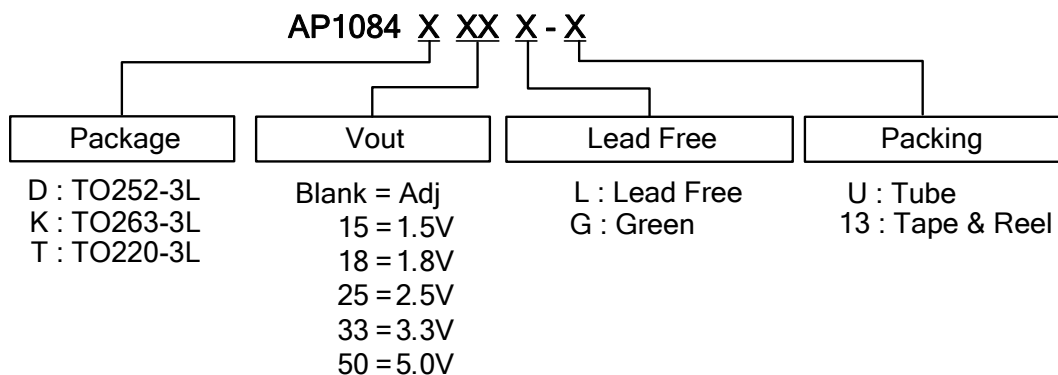 AP1084 X XX X - X
Package
Vout
Lead Free
Packing
D : TO252-3L
K : TO263-3L
T : TO220-3L
Blank = Adj
15 = 1.5V
18 = 1.8V
25 = 2.5V
33 = 3.3V
50 = 5.0V
L : Lead Free
G : Green
U : Tube
13 : Tape & Reel